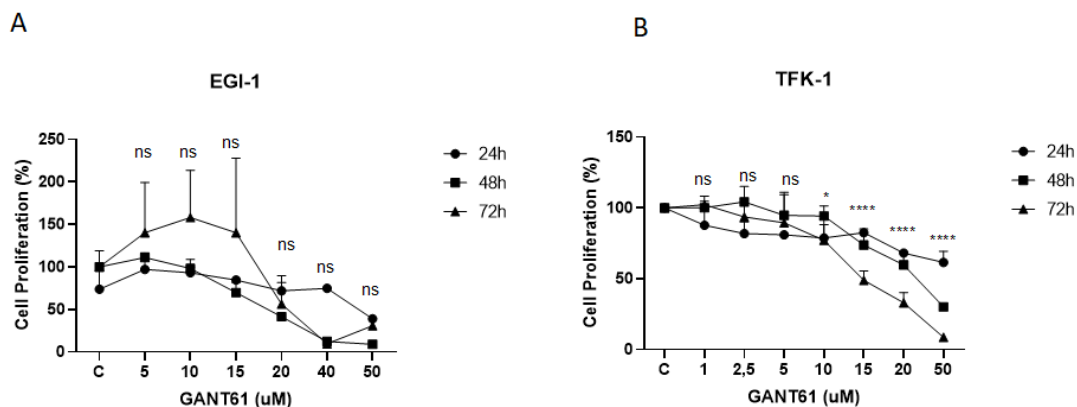 A
EGI-1
Cell Proliferation (%)
250
200
150
100
50
0
ns
ns
ns
ns
ns
ns
C 5 10 15 20 40 50
GANT61 (uM)
24h
48h
72h
B
TFK-1
Cell Proliferation (%)
150
100
50
0
ns
ns
ns
*
****
****
****
C 1 2,5 5 10 15 20 50
GANT61 (uM)
24h
48h
72h